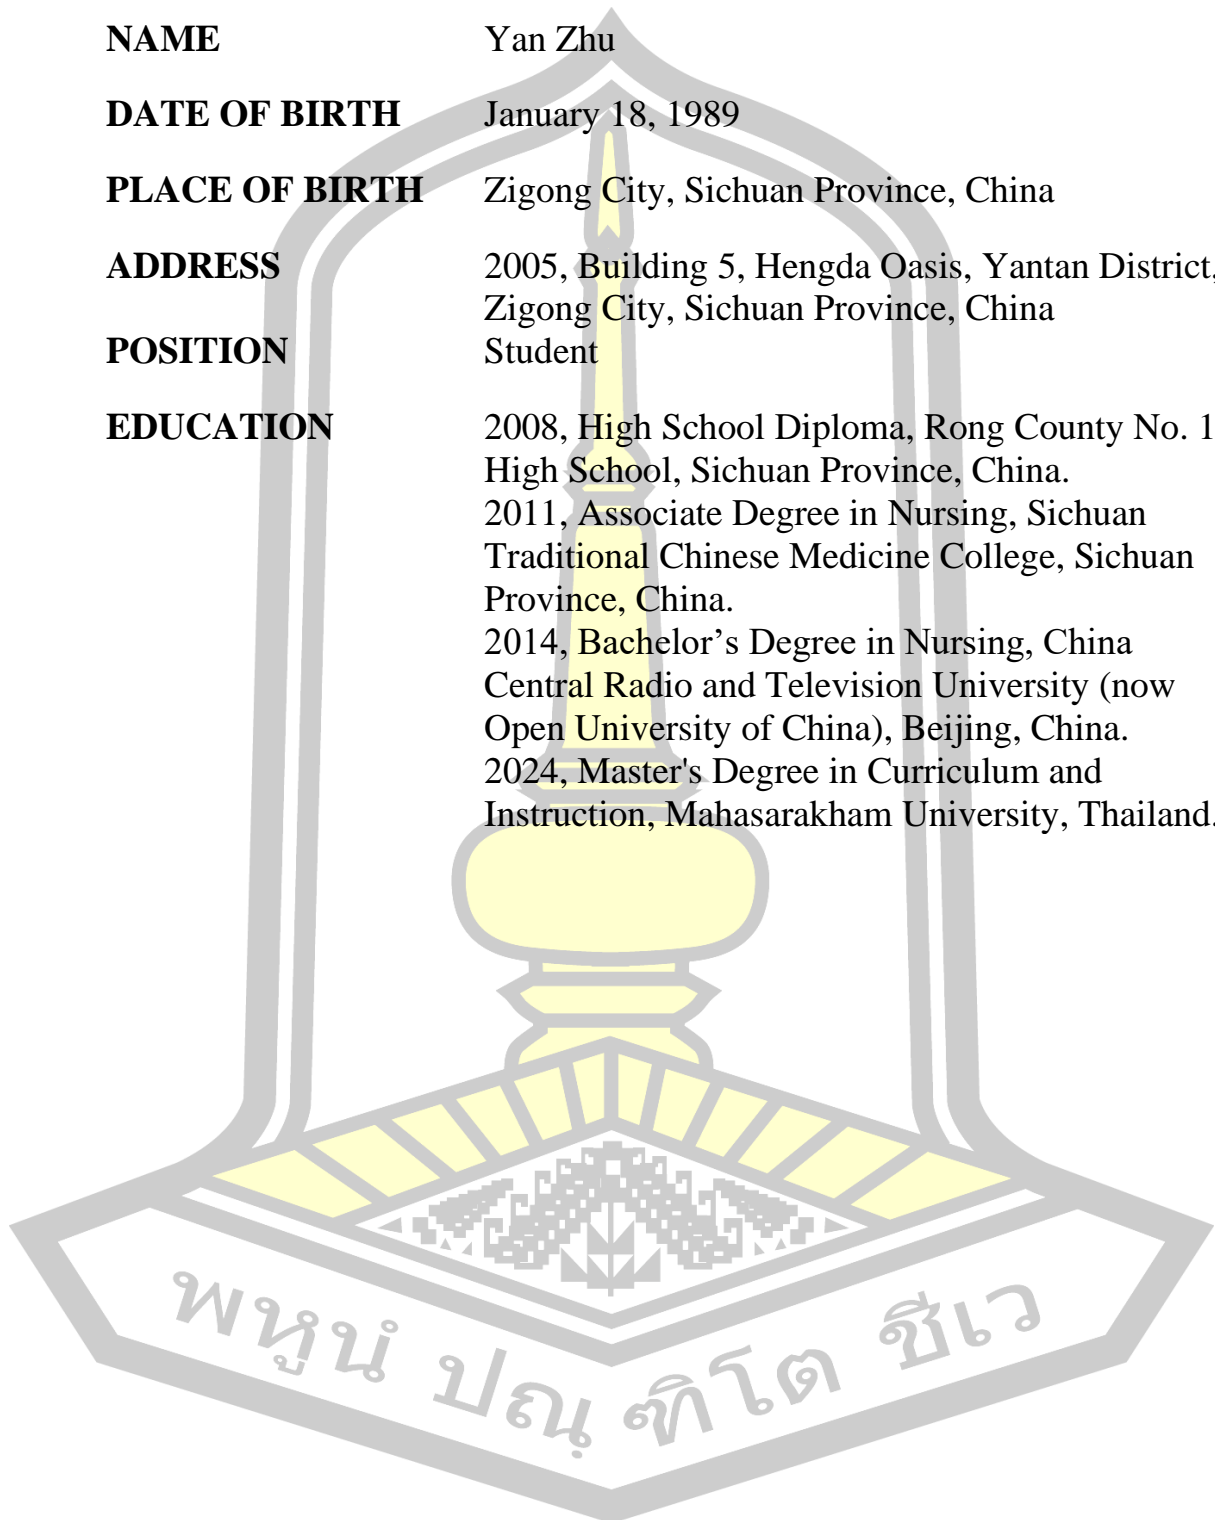 NAME Yan Zhu
DATE OF BIRTH January 18, 1989
PLACE OF BIRTH Zigong City, Sichuan Province, China
ADDRESS 2005, Building 5, Hengda Oasis, Yantan District,
Zigong City, Sichuan Province, China
POSITION Student
EDUCATION 2008, High School Diploma, Rong County No. 1
High School, Sichuan Province, China.
2011, Associate Degree in Nursing, Sichuan
Traditional Chinese Medicine College, Sichuan
Province, China.
2014, Bachelor’s Degree in Nursing, China
Central Radio and Television University (now
Open University of China), Beijing, China.
2024, Master's Degree in Curriculum and
Instruction, Mahasarakham University, Thailand.
พหูนํ ปณฺ ฑิโต ชีเว